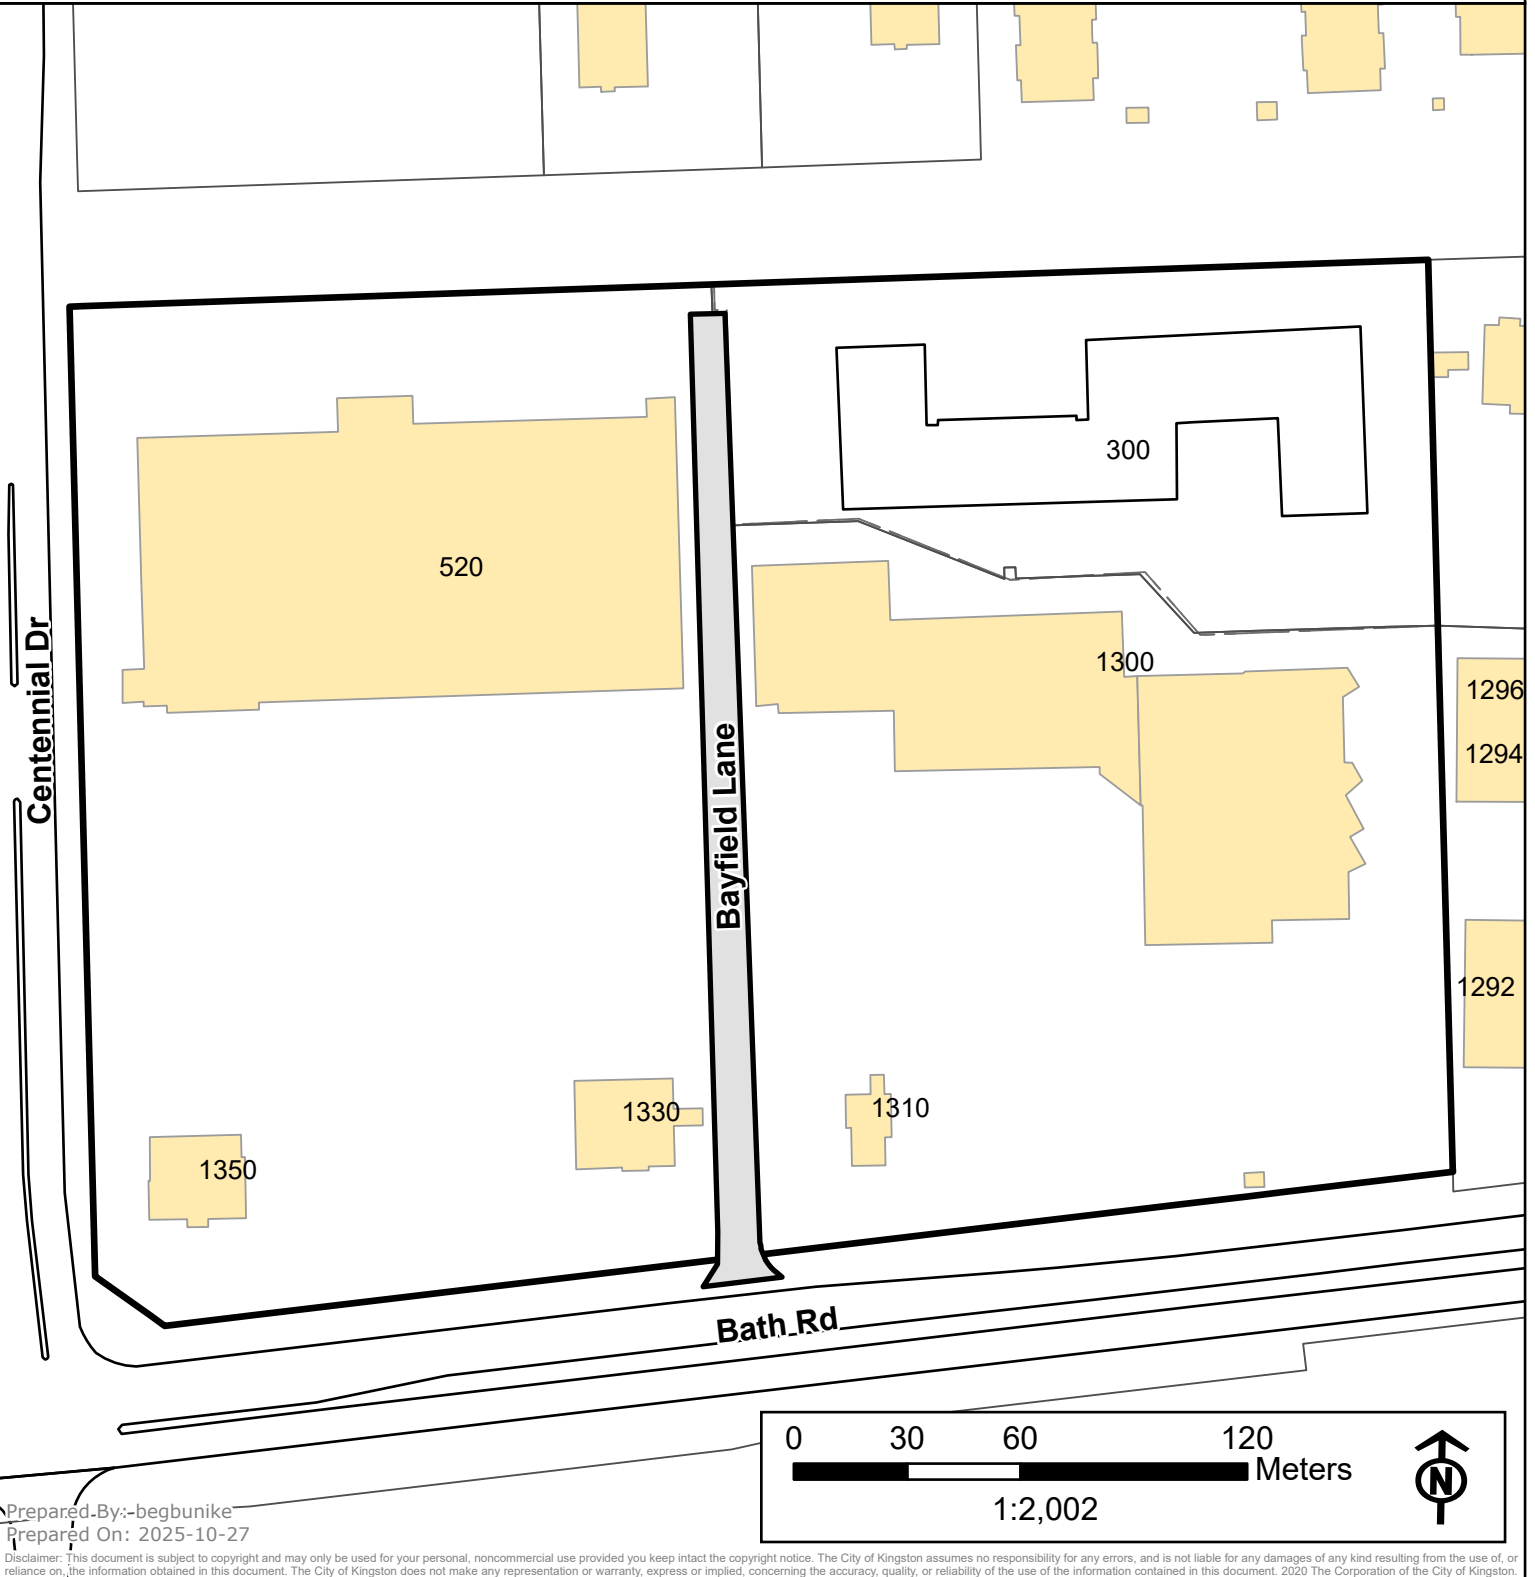 300
520
Centennial Dr
1300
1296
1294
Bayfield Lane
1292
1330
1310
1350
Bath Rd
0 30 60 120
Meters
1:2,002
N
Prepared By: begbunike
Prepared On: 2025-10-27
Disclaimer: This document is subject to copyright and may only be used for your personal, noncommercial use provided you keep intact the copyright notice. The City of Kingston assumes no responsibility for any errors, and is not liable for any damages of any kind resulting from the use of, or
reliance on, the information obtained in this document. The City of Kingston does not make any representation or warranty, express or implied, concerning the accuracy, quality, or reliability of the use of the information contained in this document. 2020 The Corporation of the City of Kingston.